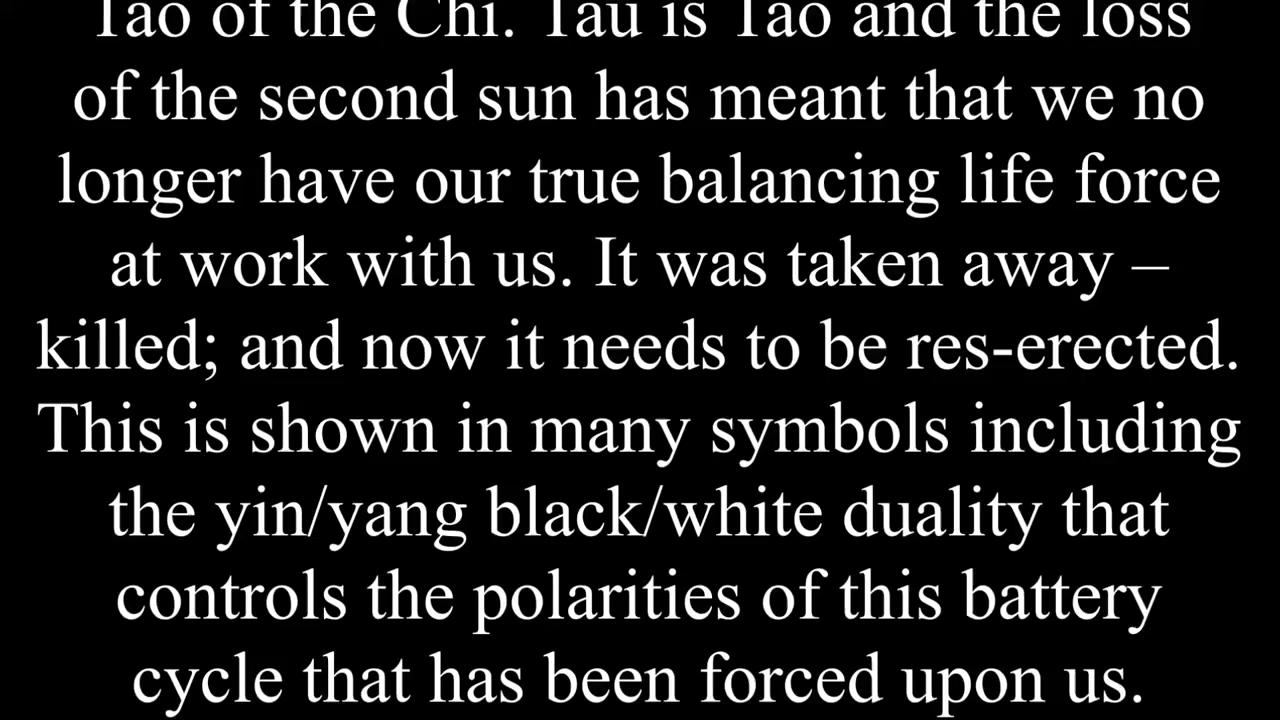 Tao of the Chi. Tau is Tao and the loss
of the second sun has meant that we no
longer have our true balancing life force
at work with us. It was taken away –
killed; and now it needs to be res-erected.
This is shown in many symbols including
the yin/yang black/white duality that
controls the polarities of this battery
cycle that has been forced upon us.